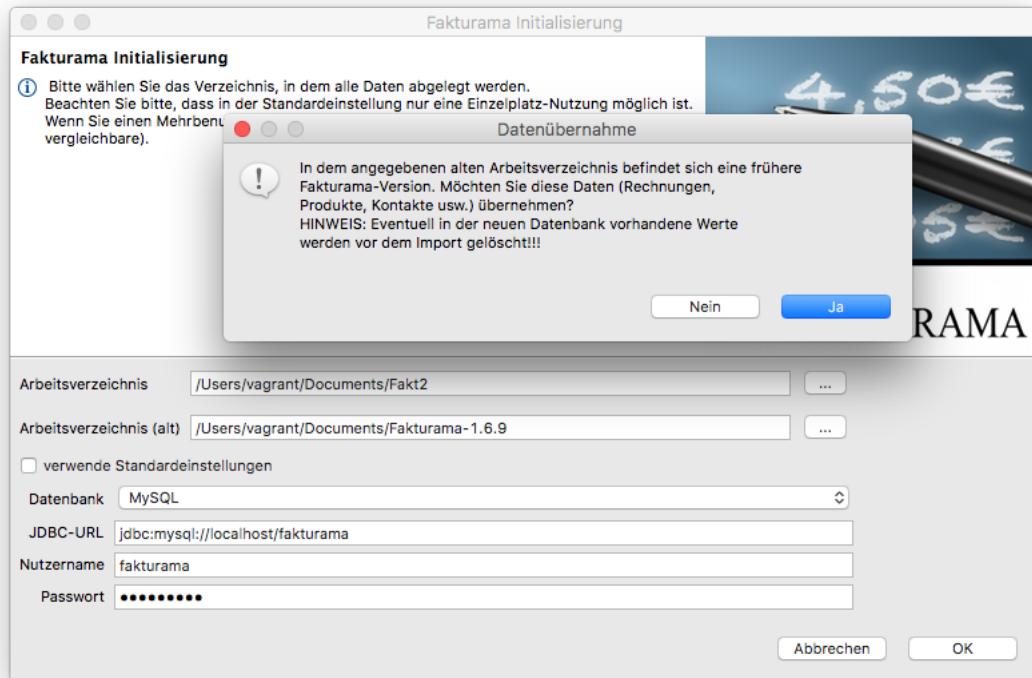 Fakturama Initialisierung
Fakturama Initialisierung
Bitte wählen Sie das Verzeichnis, in dem alle Daten abgelegt werden.
Beachten Sie bitte, dass in der Standardeinstellung nur eine Einzelplatz-Nutzung möglich ist.
Wenn Sie einen
vergleichbare).
4,50€
5€
RAMA
Datenübernahme
In dem angegebenen alten Arbeitsverzeichnis befindet sich eine frühere
Fakturama-Version. Möchten Sie diese Daten (Rechnungen,
Produkte, Kontakte usw.) übernehmen?
HINWEIS: Eventuell in der neuen Datenbank vorhandene Werte
werden vor dem Import gelöscht!!!
Nein
Ja
Arbeitsverzeichnis
/Users/vagrant/Documents/Fakt2
...
Arbeitsverzeichnis (alt)
/Users/vagrant/Documents/Fakturama-1.6.9
...
verwende Standardeinstellungen
Datenbank
MySQL
JDBC-URL
jdbc:mysql://localhost/fakturama
Nutzername
fakturama
Passwort
•••••••••
Abbrechen
OK